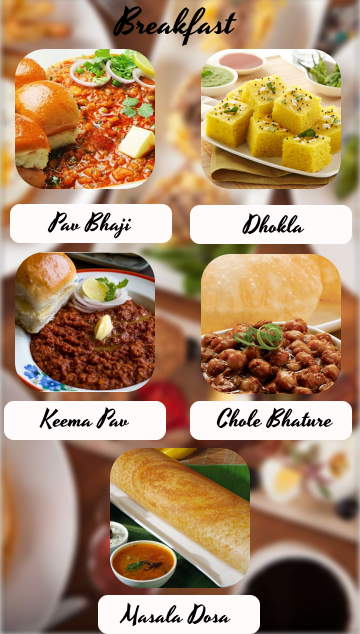 Breakfast
Pav Bhaji
Dhokla
Keema Pav
Chole Bhature
Masala Dosa